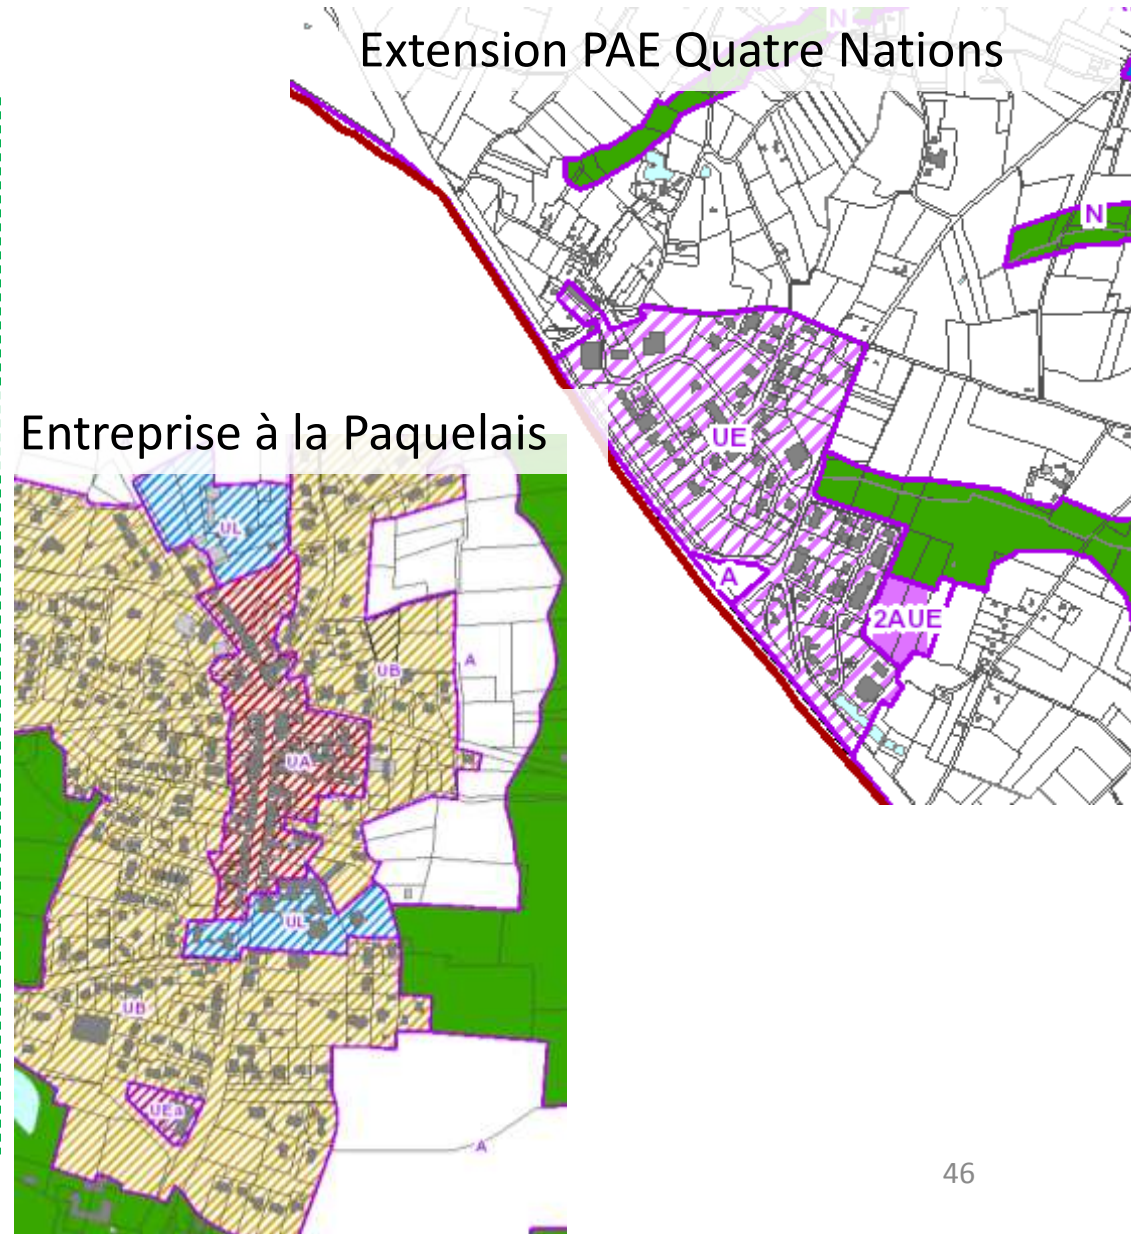 Extension PAE Quatre Nations
N
N
UE
A
2AUE
Entreprise à la Paquelais
UL
UB
A
UA
UL
UB
UEa
A
46